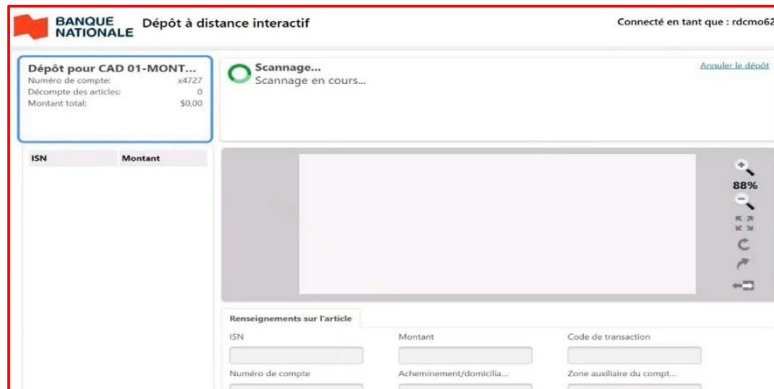 BANQUE
NATIONALE
Dépôt à distance interactif
Connecté en tant que : rdcmo62
Dépôt pour CAD 01-MONT...
Numéro de compte: x4727
Décompte des articles: 0
Montant total: $0,00
Scannage...
Scannage en cours...
Annuler le dépôt
ISN Montant
88%
Renseignements sur l'article
ISN Montant Code de transaction
Numéro de compte Acheminement/domicilia... Zone auxiliaire du compt...